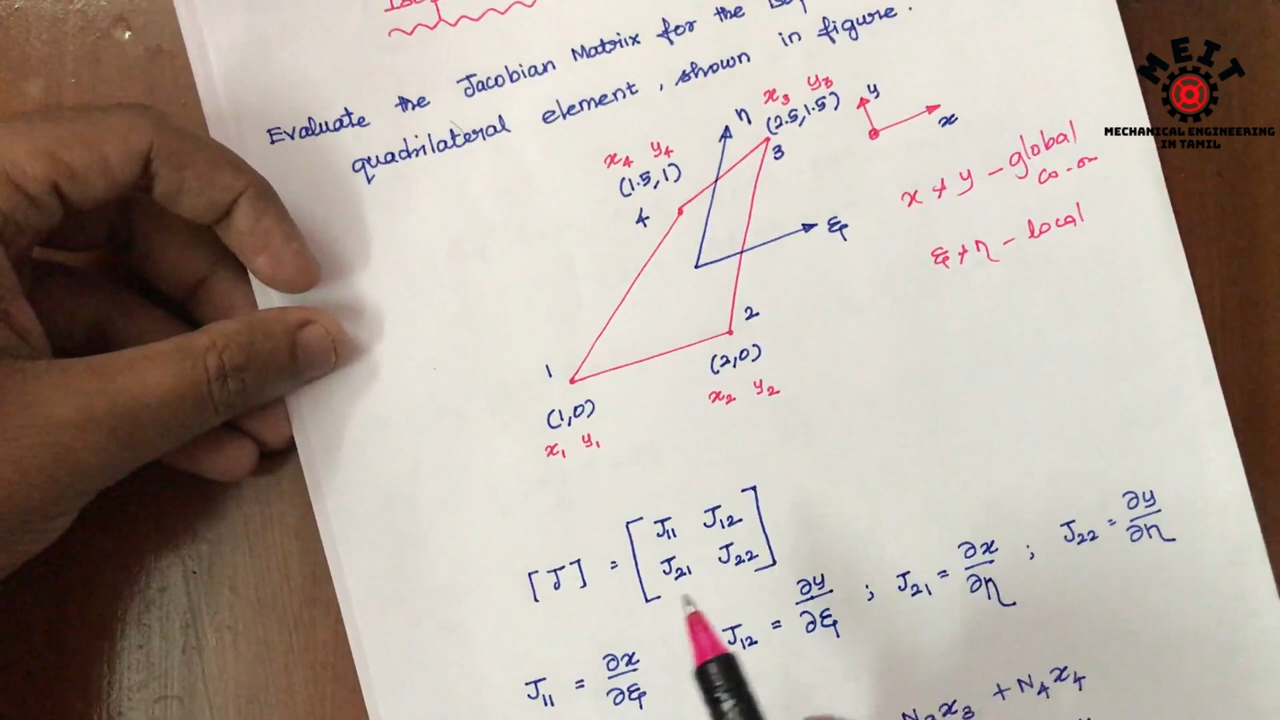 Evaluate the Jacobian Matriix for the
quadrilateral element, shown in figure.
MEIT
MECHANICAL ENGINEERING
IN TAMIL
η
x3 y3
(2.5, 1.5)
3
y
x
x4 y4
(1.5, 1)
4
x, y - global
co-or
ξ
ξ, η - local
2
(2,0)
x2 y2
1
(1,0)
x1 y1
[J] = [J11 J12
J21 J22]
J11 = ∂x/∂ξ
J12 = ∂y/∂ξ ; J21 = ∂x/∂η ; J22 = ∂y/∂η
N3x3 + N4x4